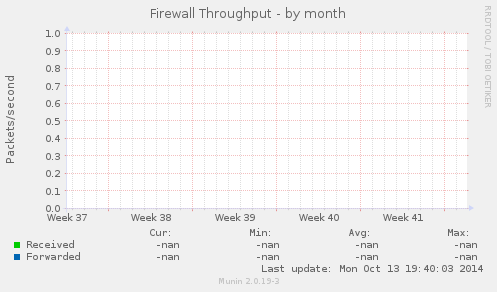 Firewall Throughput - by month
RRDTOOL / TOBI OETIKER
Packets/second
1.0
0.9
0.8
0.7
0.6
0.5
0.4
0.3
0.2
0.1
0.0
Week 37 Week 38 Week 39 Week 40 Week 41
Cur: Min: Avg: Max:
Received -nan -nan -nan -nan
Forwarded -nan -nan -nan -nan
Last update: Mon Oct 13 19:40:03 2014
Munin 2.0.19-3